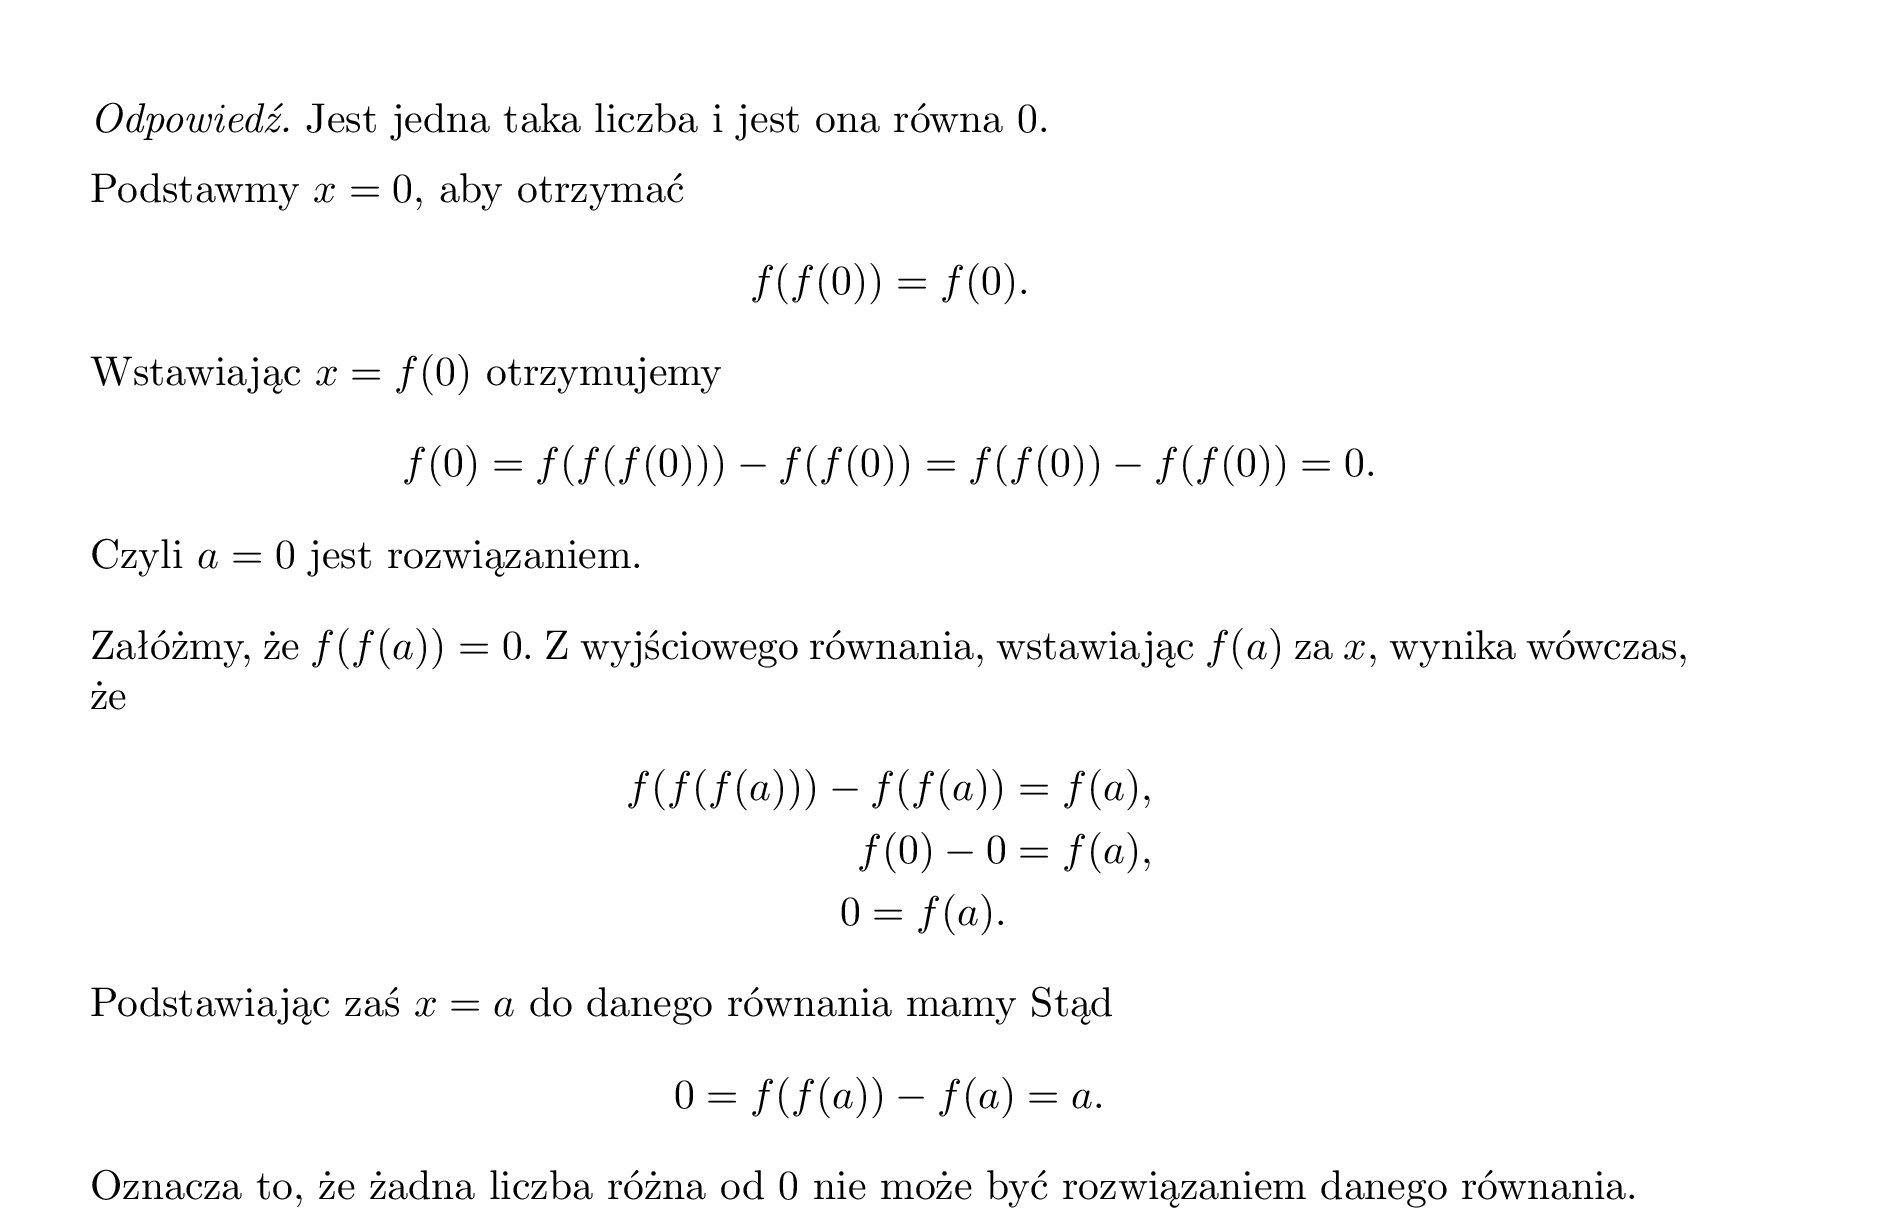 Odpowiedź. Jest jedna taka liczba i jest ona równa 0.
Podstawmy x = 0, aby otrzymać
f(f(0)) = f(0).
Wstawiając x = f(0) otrzymujemy
f(0) = f(f(f(0))) − f(f(0)) = f(f(0)) − f(f(0)) = 0.
Czyli a = 0 jest rozwiązaniem.
Załóżmy, że f(f(a)) = 0. Z wyjściowego równania, wstawiając f(a) za x, wynika wówczas,
że
f(f(f(a))) − f(f(a)) = f(a),
f(0) − 0 = f(a),
0 = f(a).
Podstawiając zaś x = a do danego równania mamy Stąd
0 = f(f(a)) − f(a) = a.
Oznacza to, że żadna liczba różna od 0 nie może być rozwiązaniem danego równania.